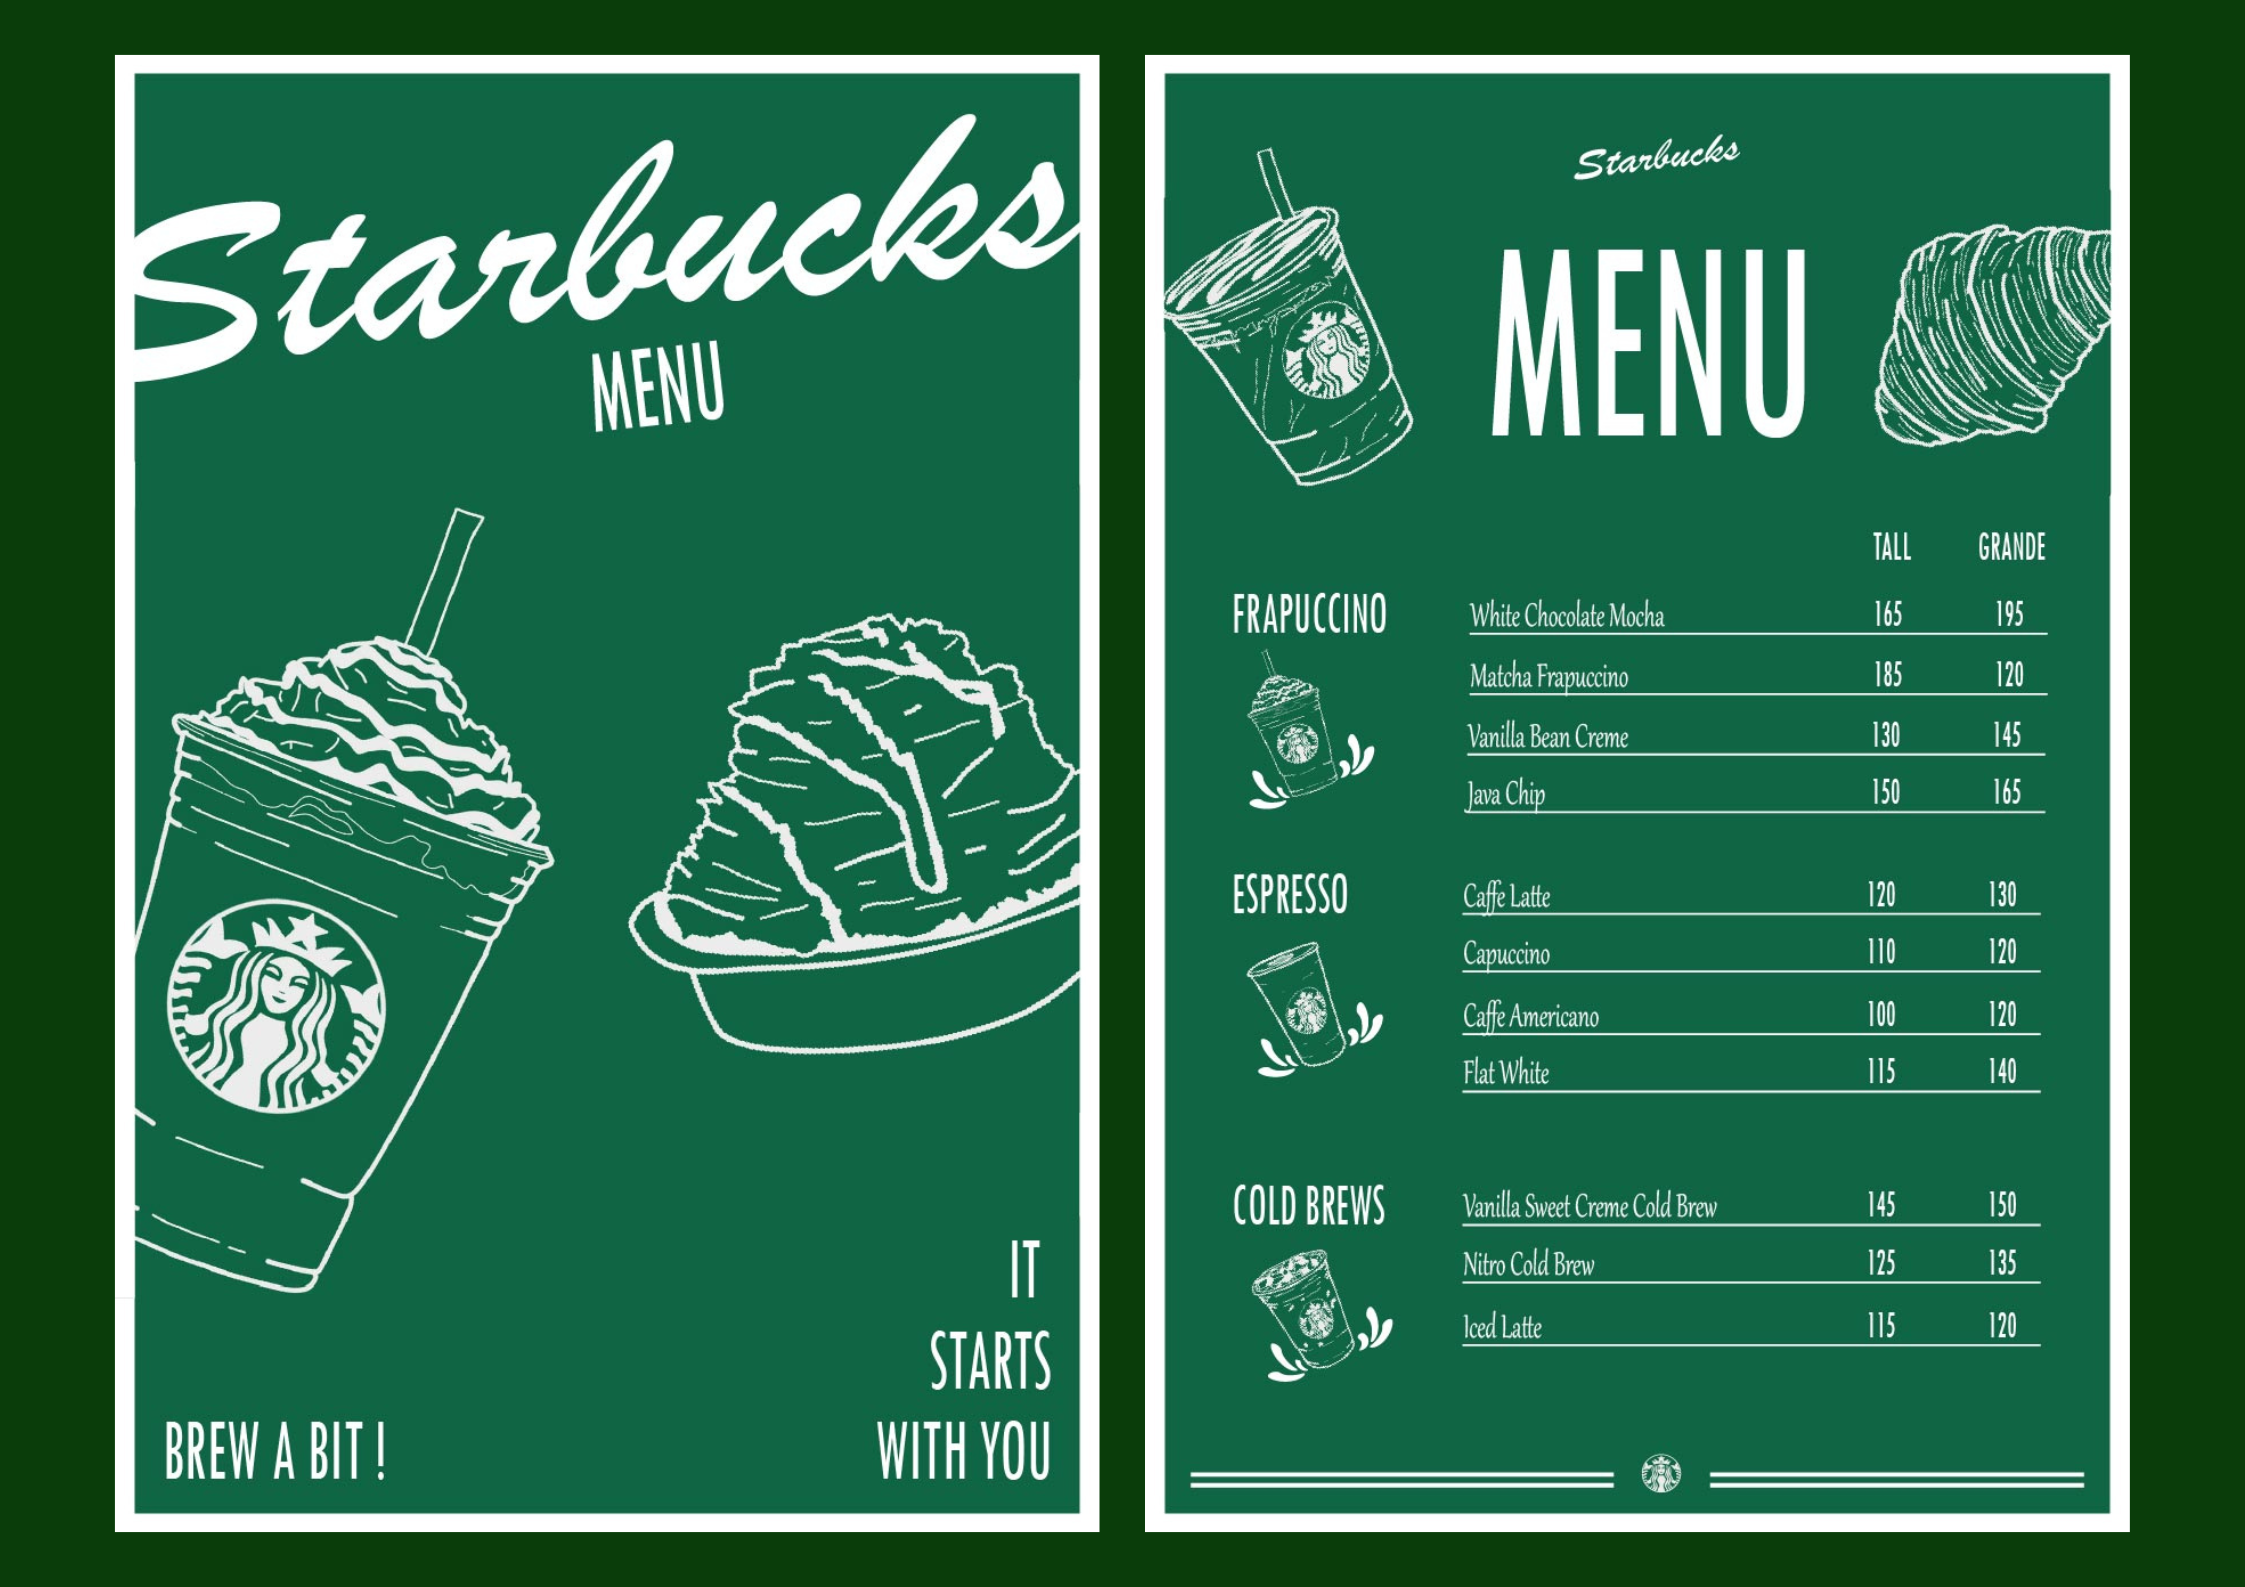 Starbucks
MENU
IT
STARTS
BREW A BIT ! WITH YOU
Starbucks
MENU
TALL GRANDE
FRAPUCCINO
White Chocolate Mocha 165 195
Matcha Frapuccino 185 120
Vanilla Bean Creme 130 145
Java Chip 150 165
ESPRESSO
Caffe Latte 120 130
Capuccino 110 120
Caffe Americano 100 120
Flat White 115 140
COLD BREWS
Vanilla Sweet Creme Cold Brew 145 150
Nitro Cold Brew 125 135
Iced Latte 115 120